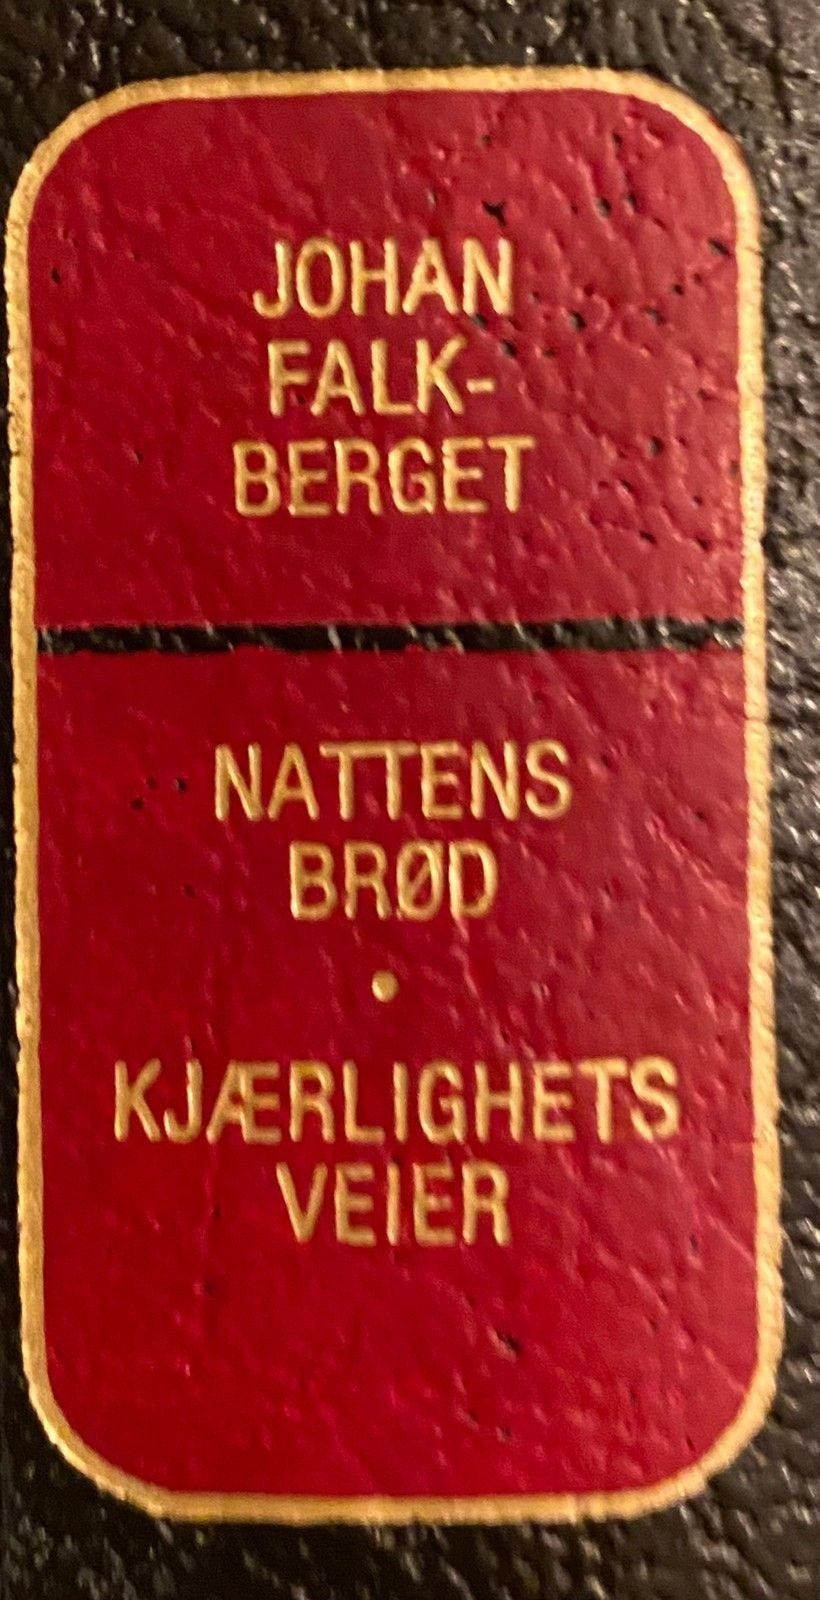 JOHAN
FALK-
BERGET
NATTENS
BRØD
•
KJÆRLIGHETS
VEIER